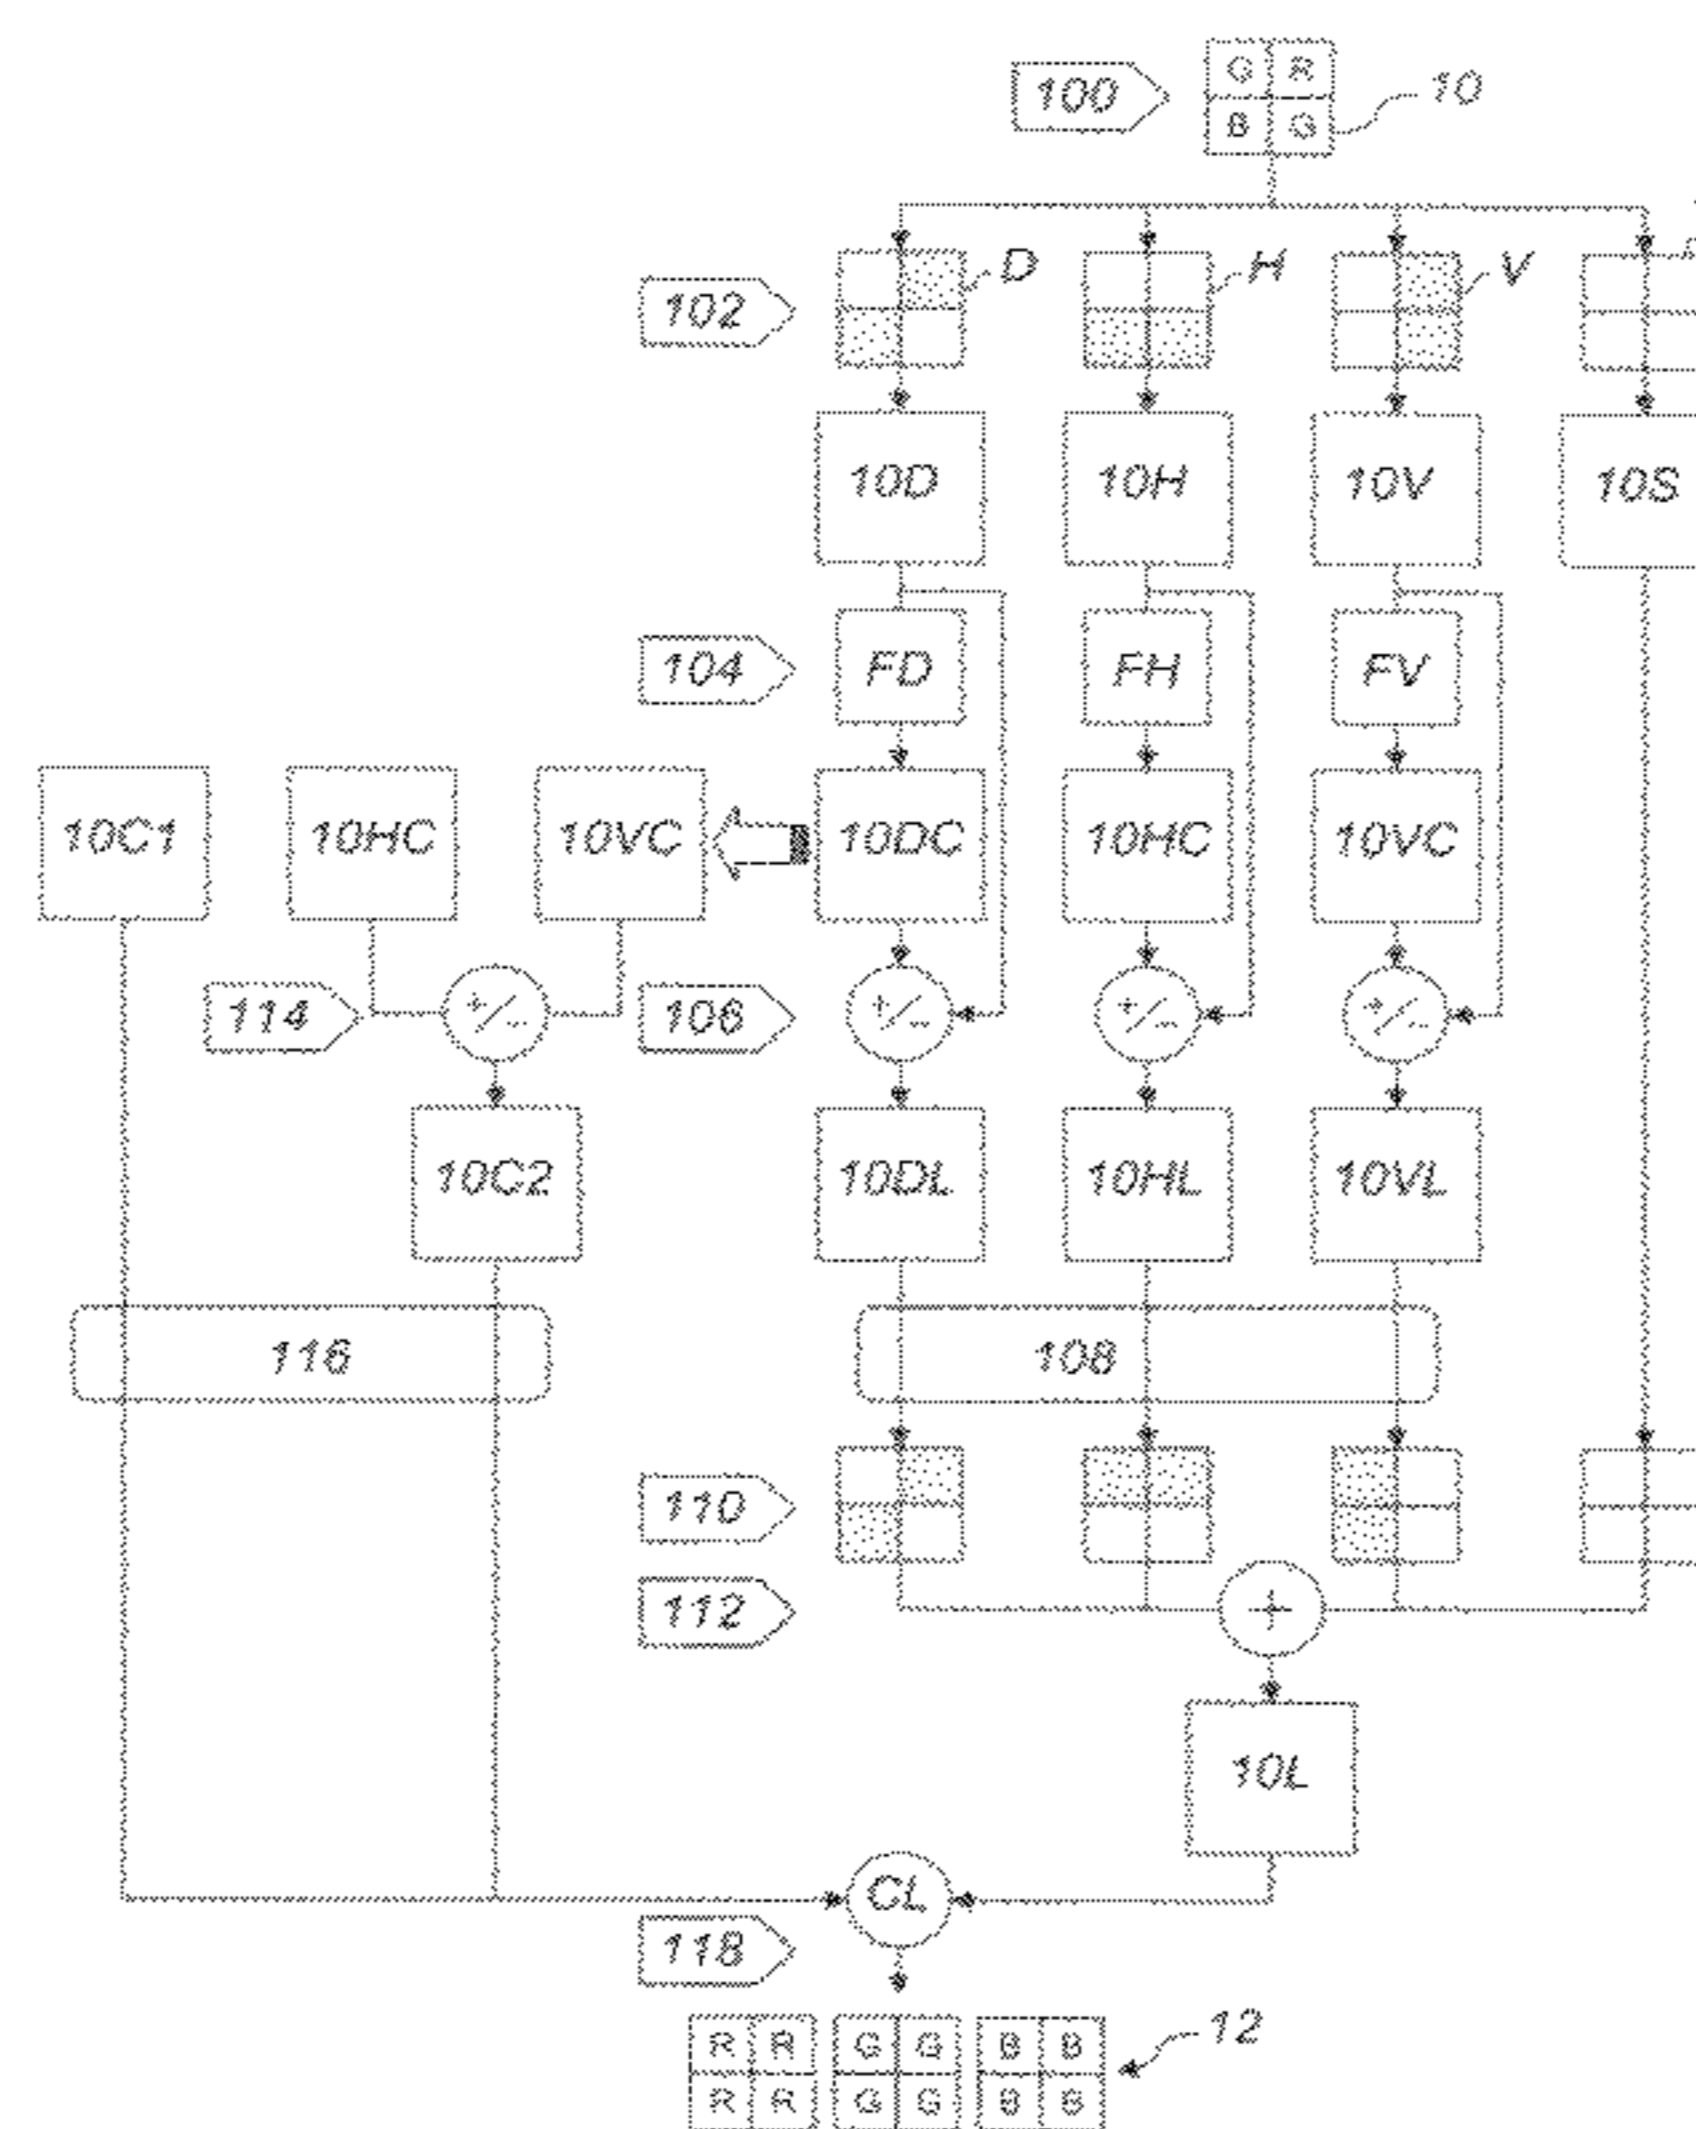 100 G R 10
B G
102 D H V
10D 10H 10V 10S
104 FD FH FV
10C1 10HC 10VC 10DC 10HC 10VC
114 +/- 106 +/- +/- +/-
10C2 10DL 10HL 10VL
116 108
110
112 +
10L
CL
118
R R G G B B 12
R R G G B B